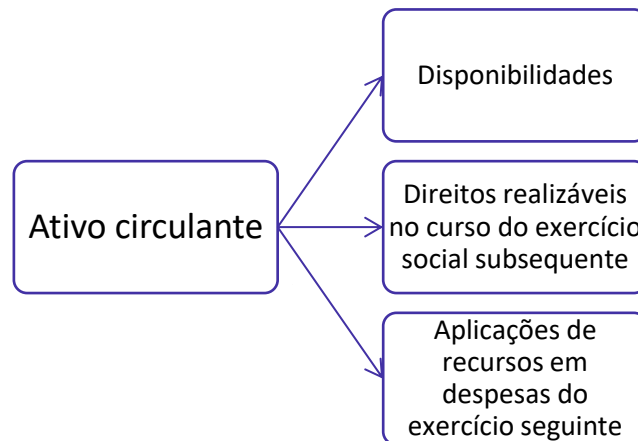 Disponibilidades
Ativo circulante
Direitos realizáveis
no curso do exercício
social subsequente
Aplicações de
recursos em
despesas do
exercício seguinte